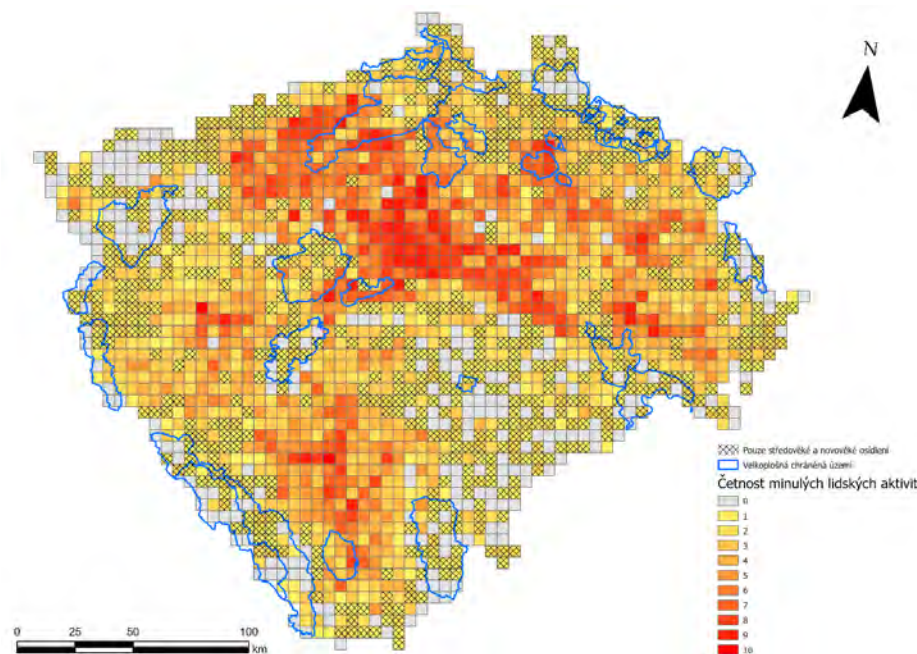 N
Pouze středověké a novověké osídlení
Velkoplošná chráněná území
Četnost minulých lidských aktivit
0
1
2
3
4
5
6
7
8
9
10
0 25 50 100
km